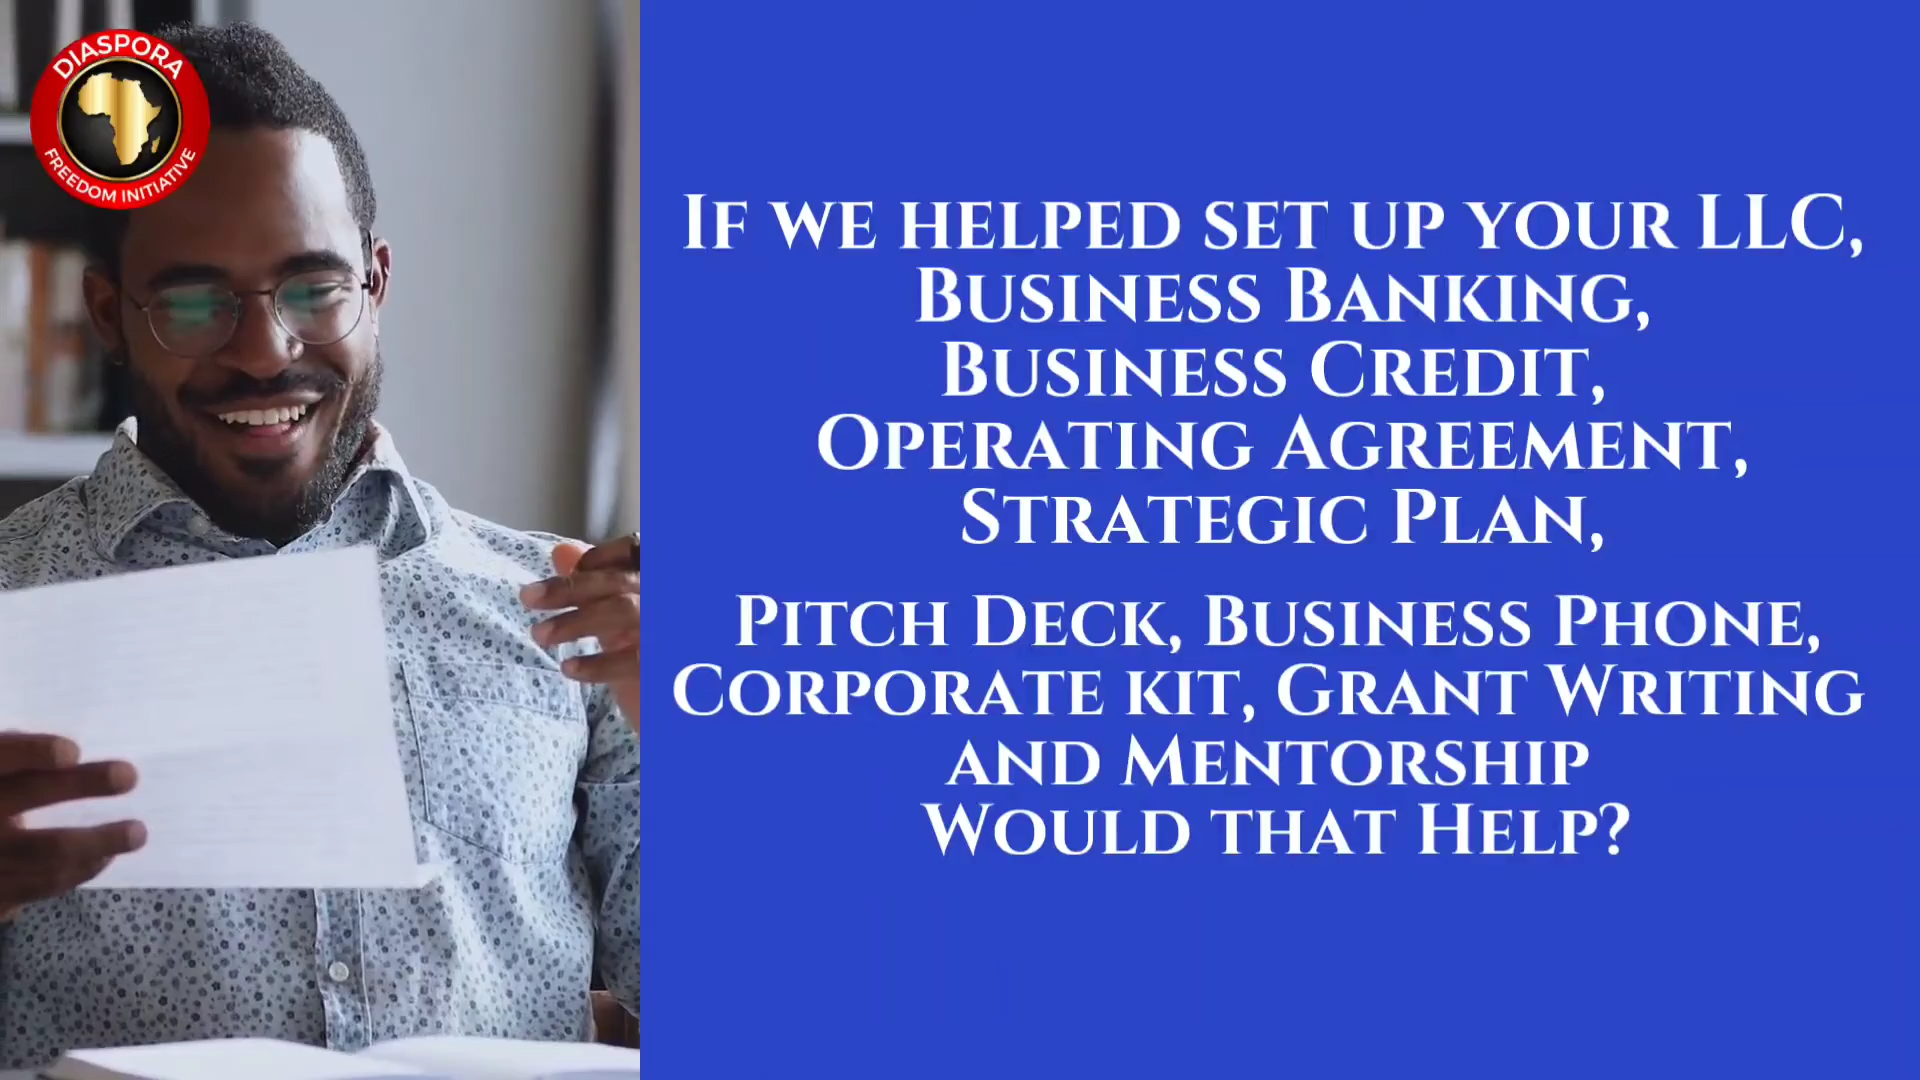 DIASPORA
FREEDOM INITIATIVE
If we helped set up your LLC,
Business Banking,
Business Credit,
Operating Agreement,
Strategic Plan,
Pitch Deck, Business Phone,
Corporate kit, Grant Writing
and Mentorship
Would that Help?